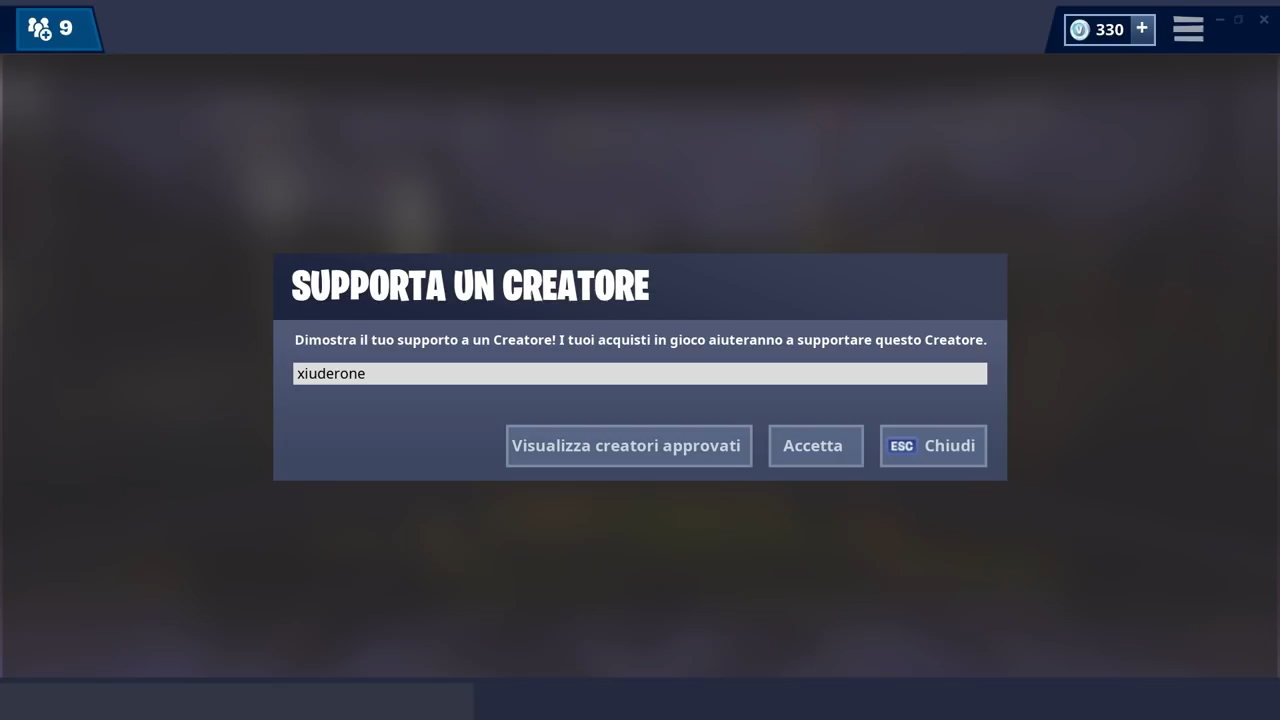 9
330 +
SUPPORTA UN CREATORE
Dimostra il tuo supporto a un Creatore! I tuoi acquisti in gioco aiuteranno a supportare questo Creatore.
xiuderone
Visualizza creatori approvati
Accetta
ESC Chiudi